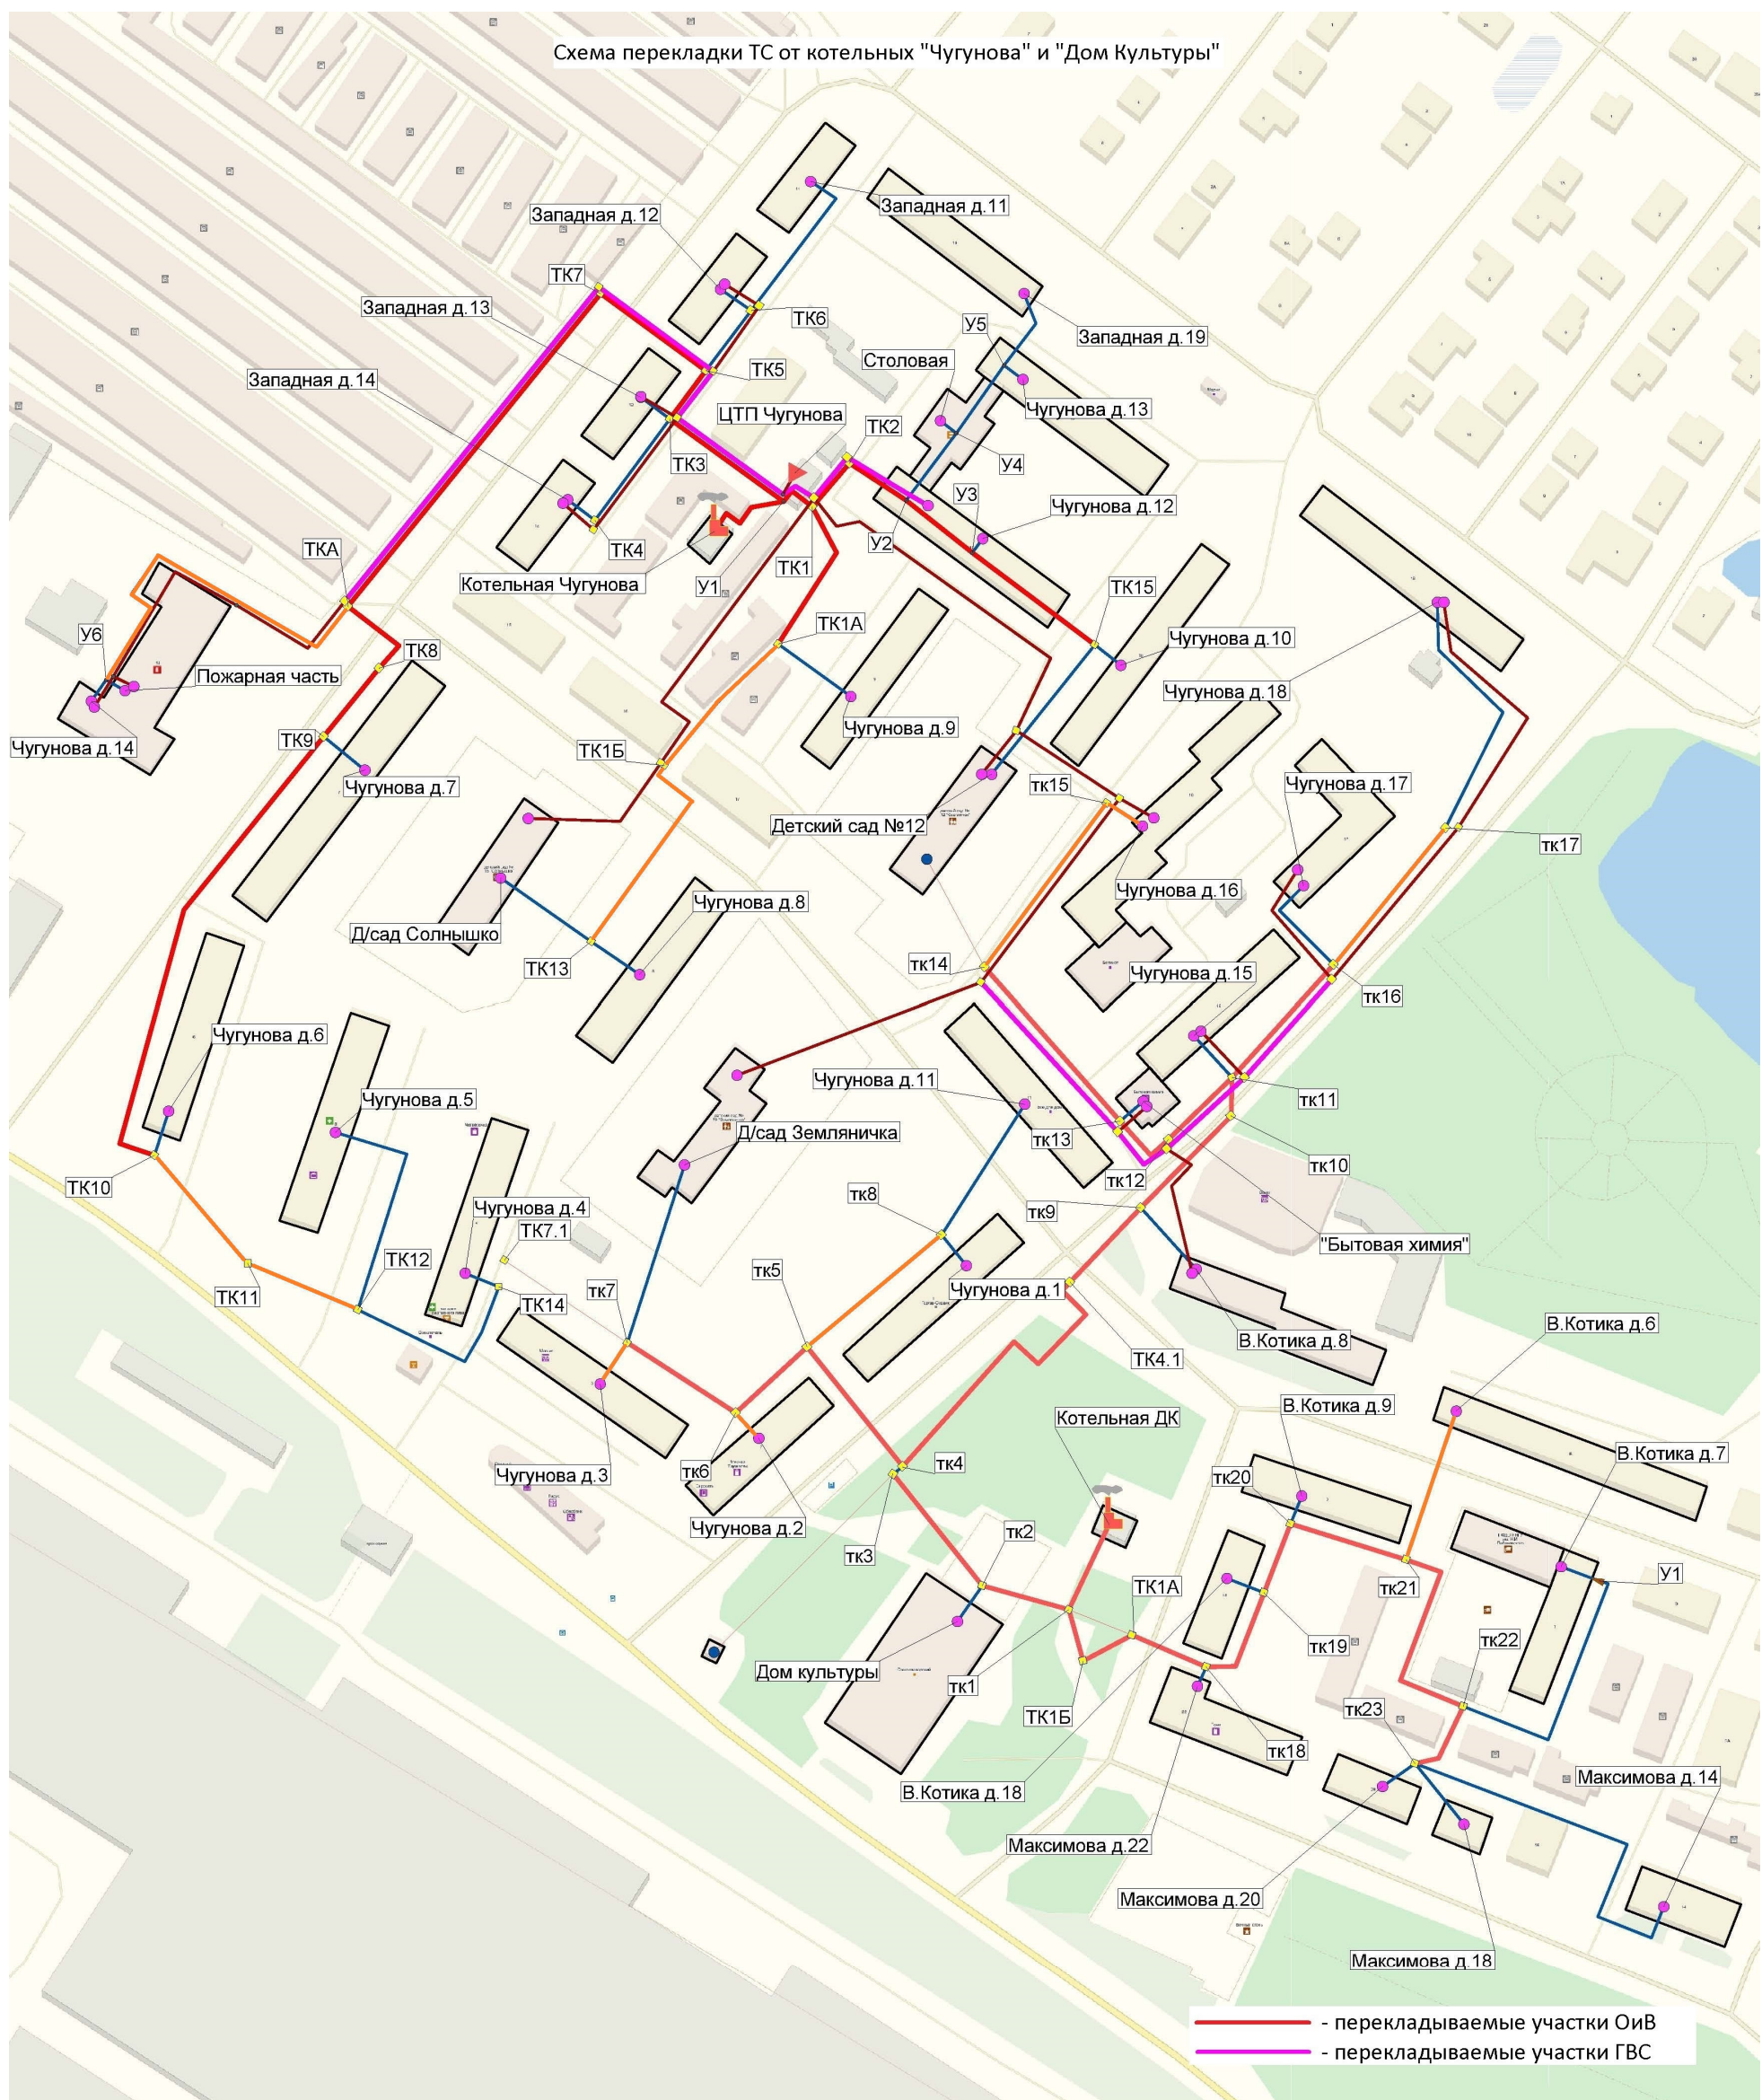 Схема перекладки ТС от котельных "Чугунова" и "Дом Культуры"
Западная д.11
Западная д.12
ТК7
Западная д.13
ТК6
У5
Западная д.19
Столовая
ТК5
Западная д.14
ЦТП Чугунова
Чугунова д.13
ТК2
ТК3
У4
У3
Чугунова д.12
У2
ТКА
ТК4
ТК1
Котельная Чугунова
У1
ТК15
У6
ТК1А
Чугунова д.10
ТК8
Пожарная часть
Чугунова д.18
Чугунова д.9
ТК9
Чугунова д.14
ТК1Б
Чугунова д.7
тк15
Чугунова д.17
Детский сад №12
тк17
Чугунова д.16
Чугунова д.8
Д/сад Солнышко
тк14
ТК13
Чугунова д.15
тк16
Чугунова д.6
Чугунова д.11
Чугунова д.5
тк11
Д/сад Земляничка
тк13
тк10
ТК10
тк12
тк8
Чугунова д.4
тк9
ТК7.1
"Бытовая химия"
ТК12
тк5
Чугунова д.1
ТК11
тк7
ТК14
В.Котика д.6
В.Котика д.8
ТК4.1
В.Котика д.9
Котельная ДК
В.Котика д.7
тк4
тк6
Чугунова д.3
тк20
Чугунова д.2
тк2
тк3
У1
ТК1А
тк21
тк22
тк19
Дом культуры
тк1
тк23
ТК1Б
тк18
Максимова д.14
В.Котика д.18
Максимова д.22
Максимова д.20
Максимова д.18
- перекладываемые участки ОиВ
- перекладываемые участки ГВС